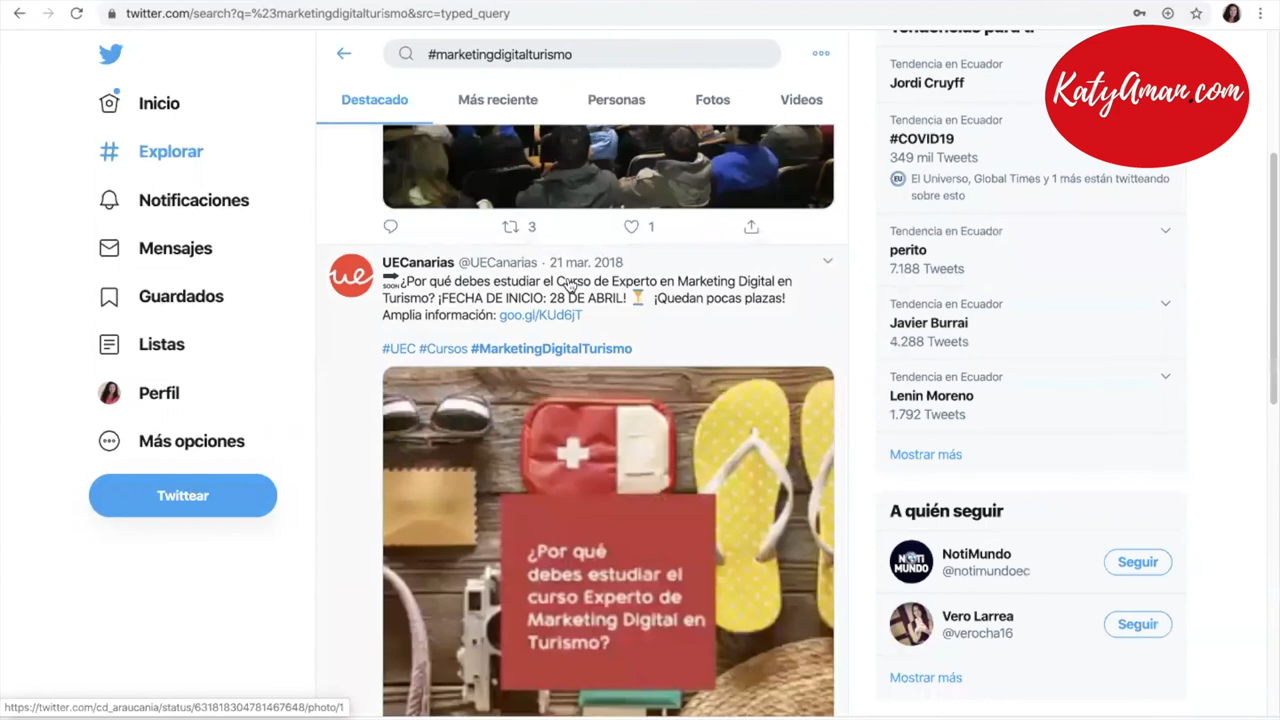 twitter.com/search?q=%23marketingdigitalturismo&src=typed_query
Inicio
Explorar
Notificaciones
Mensajes
Guardados
Listas
Perfil
Más opciones
Twittear
#marketingdigitalturismo
Destacado
Más reciente
Personas
Fotos
Videos
3
1
UECanarias @UECanarias · 21 mar. 2018
SOON ¿Por qué debes estudiar el Curso de Experto en Marketing Digital en
Turismo? ¡FECHA DE INICIO: 28 DE ABRIL! ⏳ ¡Quedan pocas plazas!
Amplia información: goo.gl/KUd6jT
#UEC #Cursos #MarketingDigitalTurismo
ue
¿Por qué
debes estudiar el
curso Experto de
Marketing Digital en
Turismo?
Tendencias para ti
Tendencia en Ecuador
Jordi Cruyff
Tendencia en Ecuador
#COVID19
349 mil Tweets
EU El Universo, Global Times y 1 más están twitteando
sobre esto
Tendencia en Ecuador
perito
7.188 Tweets
Tendencia en Ecuador
Javier Burrai
4.288 Tweets
Tendencia en Ecuador
Lenin Moreno
1.792 Tweets
Mostrar más
A quién seguir
NOTI
MUNDO
NotiMundo
@notimundoec
Seguir
Vero Larrea
@verocha16
Seguir
Mostrar más
KatyAman.com
https://twitter.com/cd_araucania/status/631818304781467648/photo/1